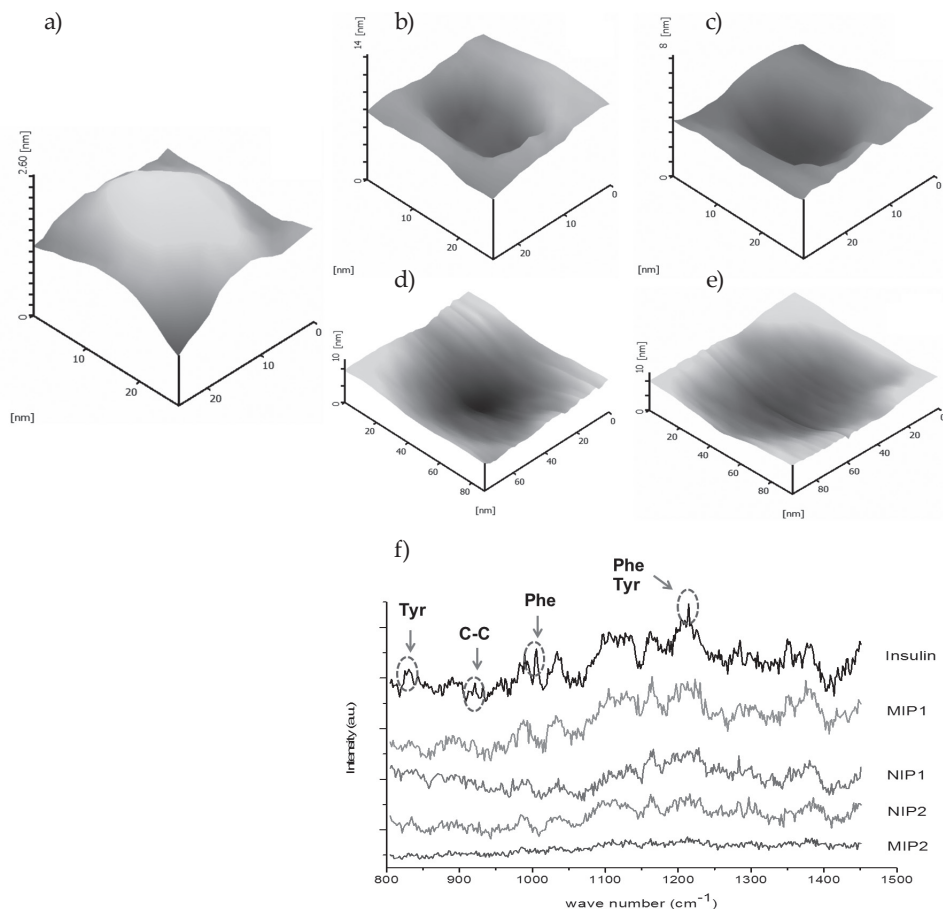 a)
b)
c)
2.60 [nm]
0
10
20
[nm]
20
10
0
14 [nm]
0
10
20
20
10
0
8 [nm]
0
10
20
20
10
0
[nm]
[nm]
d)
e)
10 [nm]
0
20
40
60
80
60
40
20
0
[nm]
10 [nm]
0
20
40
60
80
80
60
40
20
0
[nm]
f)
Tyr
C-C
Phe
Phe
Tyr
Insulin
MIP1
NIP1
NIP2
MIP2
Intensity (a.u.)
800 900 1000 1100 1200 1300 1400 1500
wave number (cm⁻¹)